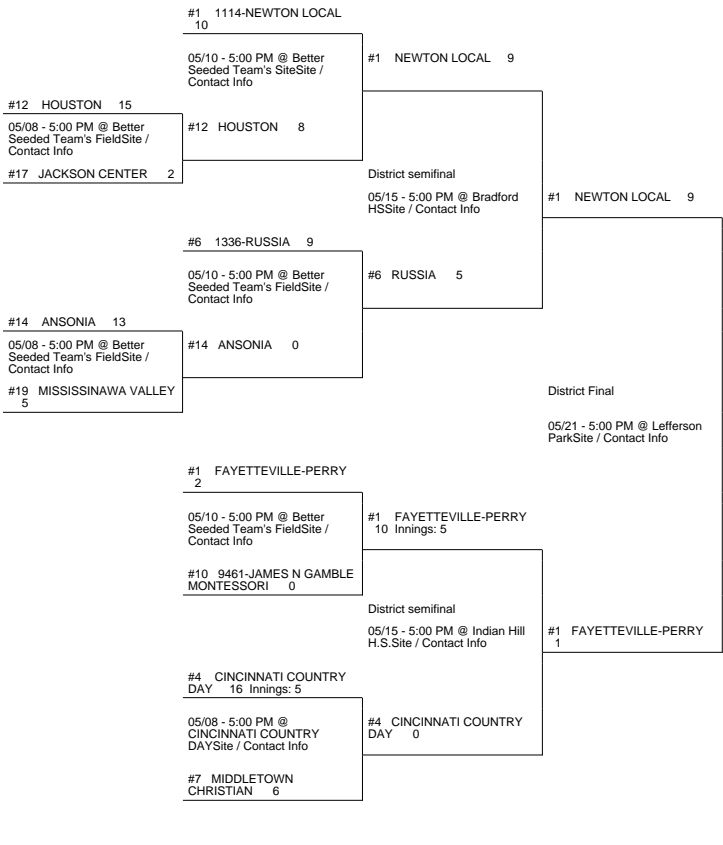 #1 1114-NEWTON LOCAL
10
05/10 - 5:00 PM @ Better
Seeded Team's SiteSite /
Contact Info
#1 NEWTON LOCAL 9
#12 HOUSTON 15
05/08 - 5:00 PM @ Better
Seeded Team's FieldSite /
Contact Info
#12 HOUSTON 8
#17 JACKSON CENTER 2
District semifinal
05/15 - 5:00 PM @ Bradford
HSSite / Contact Info
#1 NEWTON LOCAL 9
#6 1336-RUSSIA 9
05/10 - 5:00 PM @ Better
Seeded Team's FieldSite /
Contact Info
#6 RUSSIA 5
#14 ANSONIA 13
05/08 - 5:00 PM @ Better
Seeded Team's FieldSite /
Contact Info
#14 ANSONIA 0
#19 MISSISSINAWA VALLEY
5
District Final
05/21 - 5:00 PM @ Lefferson
ParkSite / Contact Info
#1 FAYETTEVILLE-PERRY
2
05/10 - 5:00 PM @ Better
Seeded Team's FieldSite /
Contact Info
#1 FAYETTEVILLE-PERRY
10 Innings: 5
#10 9461-JAMES N GAMBLE
MONTESSORI 0
District semifinal
05/15 - 5:00 PM @ Indian Hill
H.S.Site / Contact Info
#1 FAYETTEVILLE-PERRY
1
#4 CINCINNATI COUNTRY
DAY 16 Innings: 5
05/08 - 5:00 PM @
CINCINNATI COUNTRY
DAYSite / Contact Info
#4 CINCINNATI COUNTRY
DAY 0
#7 MIDDLETOWN
CHRISTIAN 6